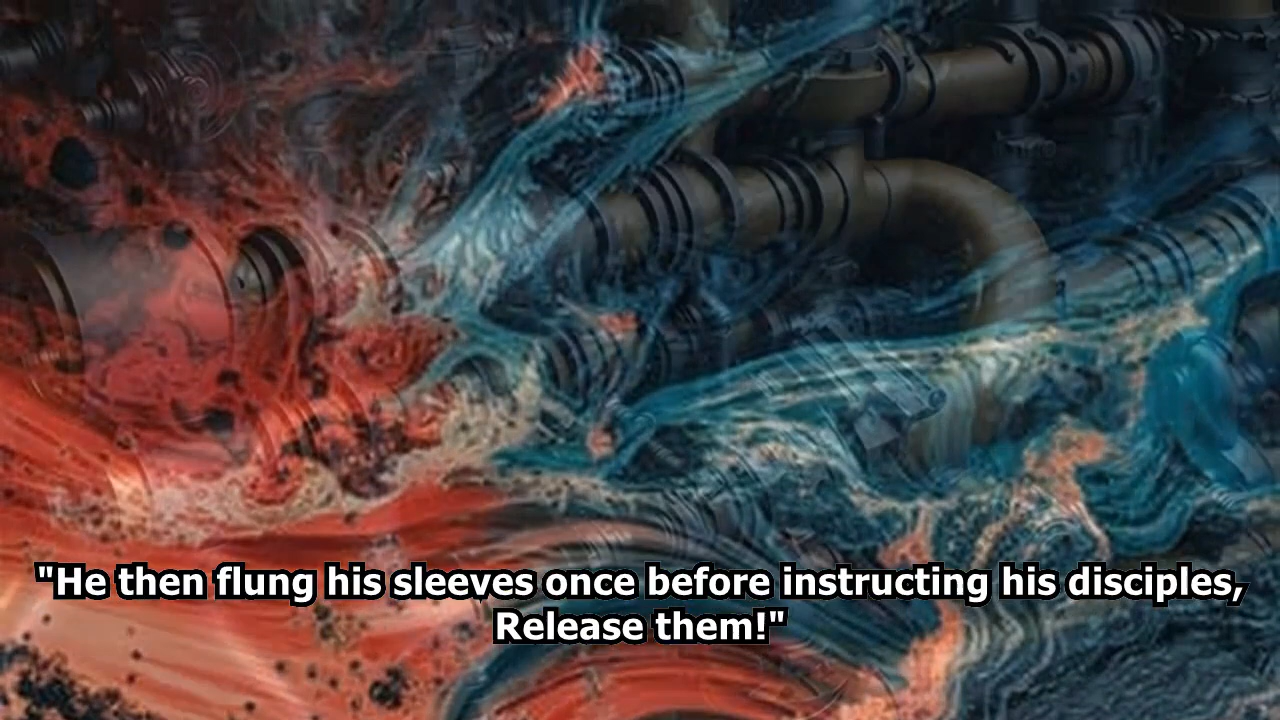 "He then flung his sleeves once before instructing his disciples,
Release them!"